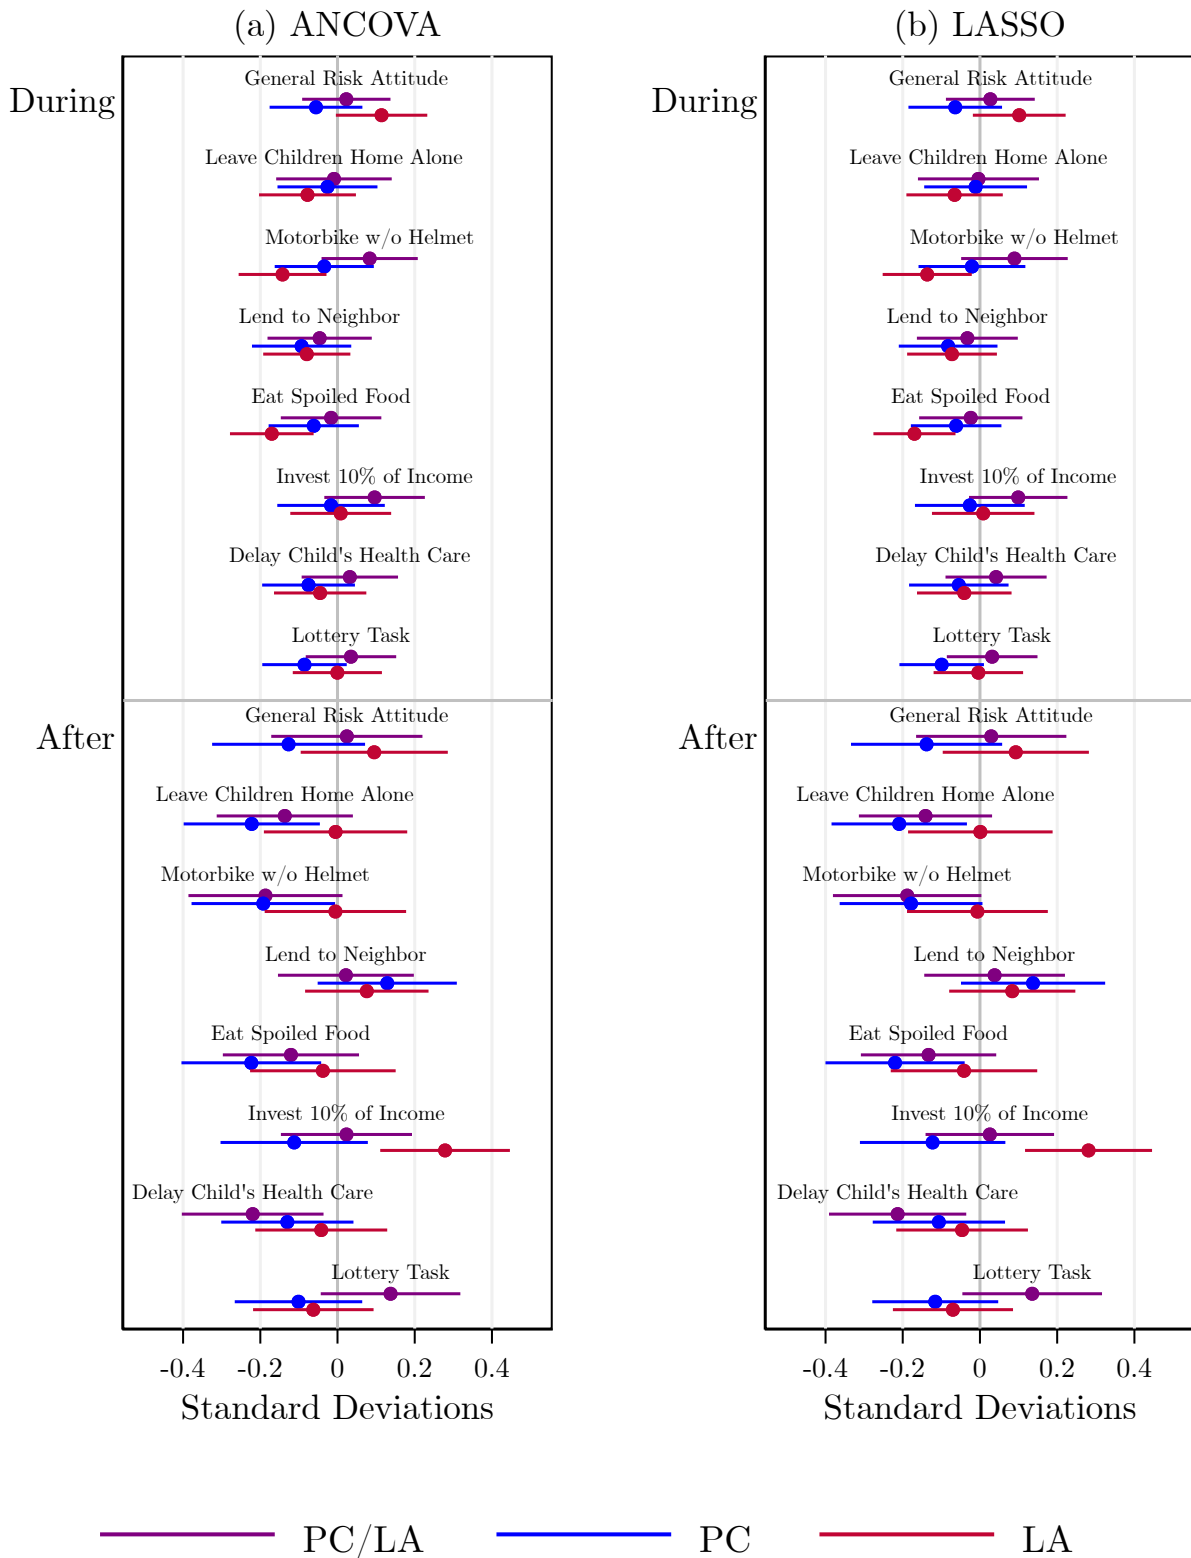 (a) ANCOVA
During
General Risk Attitude
Leave Children Home Alone
Motorbike w/o Helmet
Lend to Neighbor
Eat Spoiled Food
Invest 10% of Income
Delay Child's Health Care
Lottery Task
After
General Risk Attitude
Leave Children Home Alone
Motorbike w/o Helmet
Lend to Neighbor
Eat Spoiled Food
Invest 10% of Income
Delay Child's Health Care
Lottery Task
-0.4 -0.2 0 0.2 0.4
Standard Deviations
(b) LASSO
During
General Risk Attitude
Leave Children Home Alone
Motorbike w/o Helmet
Lend to Neighbor
Eat Spoiled Food
Invest 10% of Income
Delay Child's Health Care
Lottery Task
After
General Risk Attitude
Leave Children Home Alone
Motorbike w/o Helmet
Lend to Neighbor
Eat Spoiled Food
Invest 10% of Income
Delay Child's Health Care
Lottery Task
-0.4 -0.2 0 0.2 0.4
Standard Deviations
PC/LA PC LA